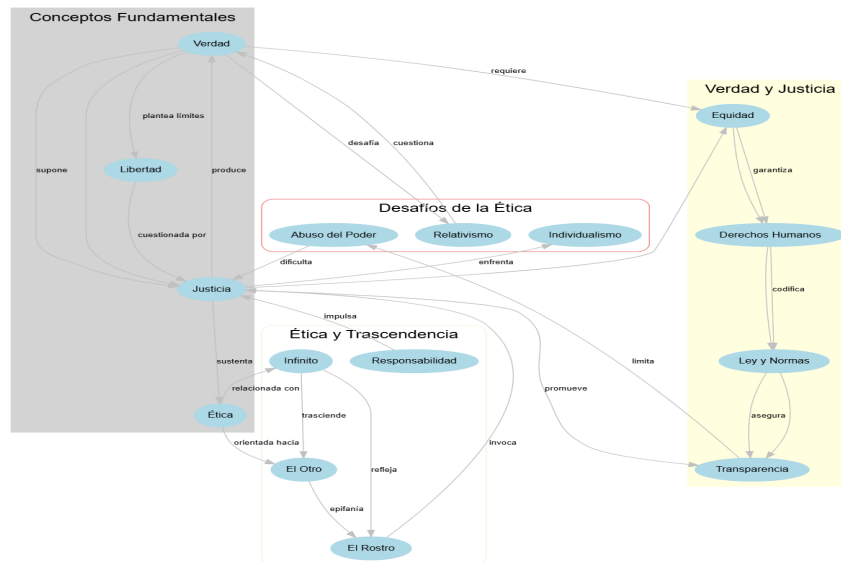 Conceptos Fundamentales
Verdad
requiere
Verdad y Justicia
Equidad
plantea límites
desafía
cuestiona
supone
Libertad
produce
garantiza
Desafíos de la Ética
cuestionada por
Abuso del Poder
Relativismo
Individualismo
Derechos Humanos
dificulta
enfrenta
Justicia
codifica
impulsa
Ética y Trascendencia
sustenta
Infinito
Responsabilidad
limita
Ley y Normas
relacionada con
promueve
Ética
trasciende
asegura
orientada hacia
invoca
El Otro
refleja
Transparencia
epifanía
El Rostro